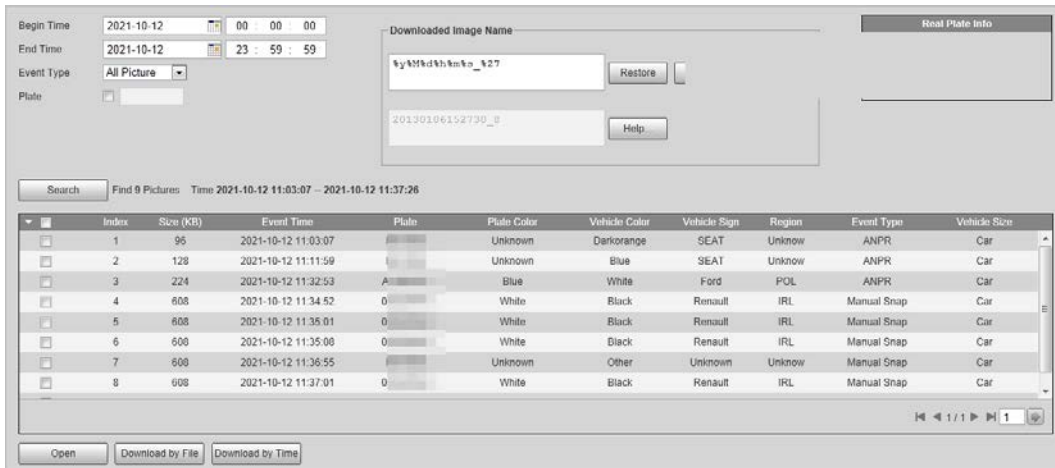 Begin Time 2021-10-12 00 : 00 : 00
End Time 2021-10-12 23 : 59 : 59
Event Type All Picture
Plate
Downloaded Image Name
%y%M%d%h%m%s_%27
Restore
20130106152730_0
Help
Real Plate Info
Search Find 9 Pictures Time 2021-10-12 11:03:07 -- 2021-10-12 11:37:26
Index Size (KB) Event Time Plate Plate Color Vehicle Color Vehicle Sign Region Event Type Vehicle Size
1 96 2021-10-12 11:03:07 Unknown Darkorange SEAT Unknow ANPR Car
2 128 2021-10-12 11:11:59 Unknown Blue SEAT Unknow ANPR Car
3 224 2021-10-12 11:32:53 A Blue White Ford POL ANPR Car
4 608 2021-10-12 11:34:52 0 White Black Renault IRL Manual Snap Car
5 608 2021-10-12 11:35:01 0 White Black Renault IRL Manual Snap Car
6 608 2021-10-12 11:35:08 0 White Black Renault IRL Manual Snap Car
7 608 2021-10-12 11:36:55 Unknown Other Unknown Unknow Manual Snap Car
8 608 2021-10-12 11:37:01 0 White Black Renault IRL Manual Snap Car
1 / 1 1
Open Download by File Download by Time